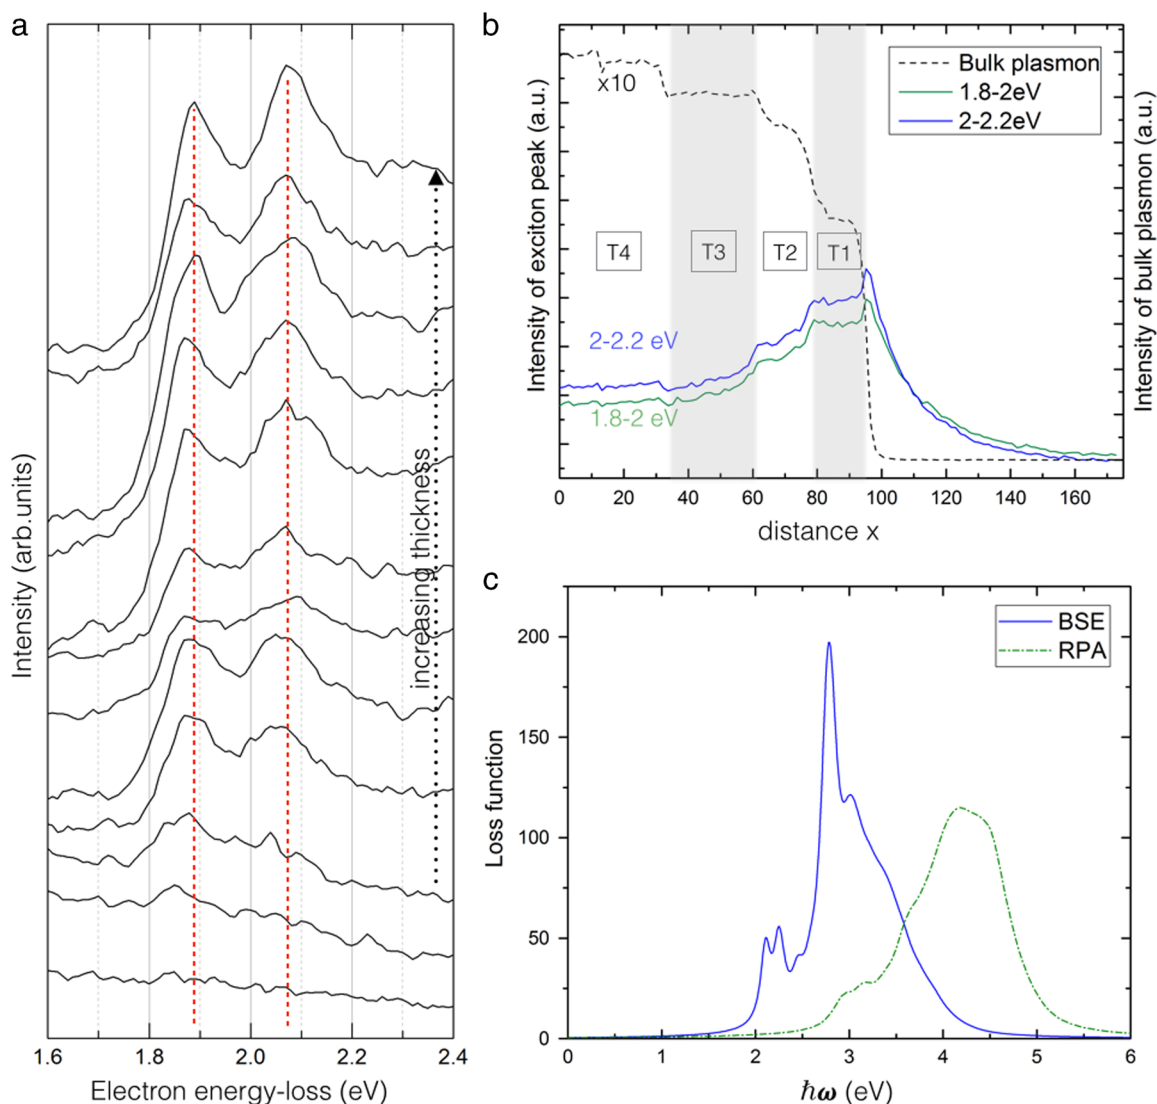 a
Intensity (arb.units)
increasing thickness
1.6
1.8
2.0
2.2
2.4
Electron energy-loss (eV)
b
Intensity of exciton peak (a.u.)
x10
Bulk plasmon
1.8-2eV
2-2.2eV
T4
T3
T2
T1
2-2.2 eV
1.8-2 eV
Intensity of bulk plasmon (a.u.)
0
20
40
60
80
100
120
140
160
distance x
c
Loss function
BSE
RPA
200
150
100
50
0
0
1
2
3
4
5
6
ℏω (eV)